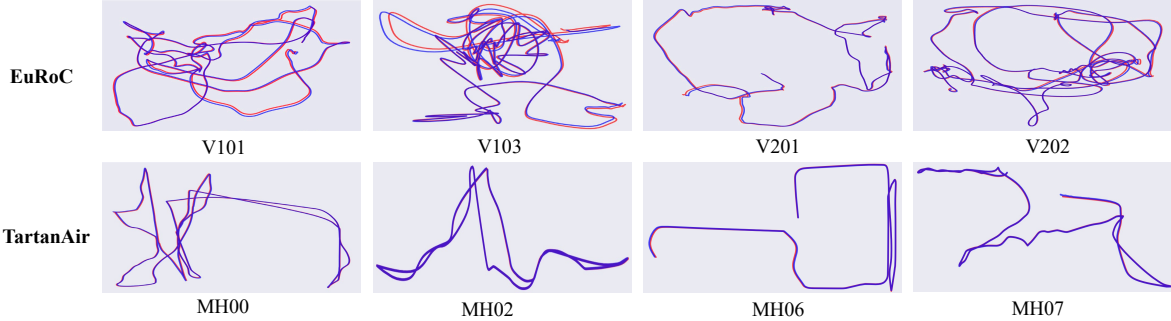 EuRoC
V101
V103
V201
V202
TartanAir
MH00
MH02
MH06
MH07